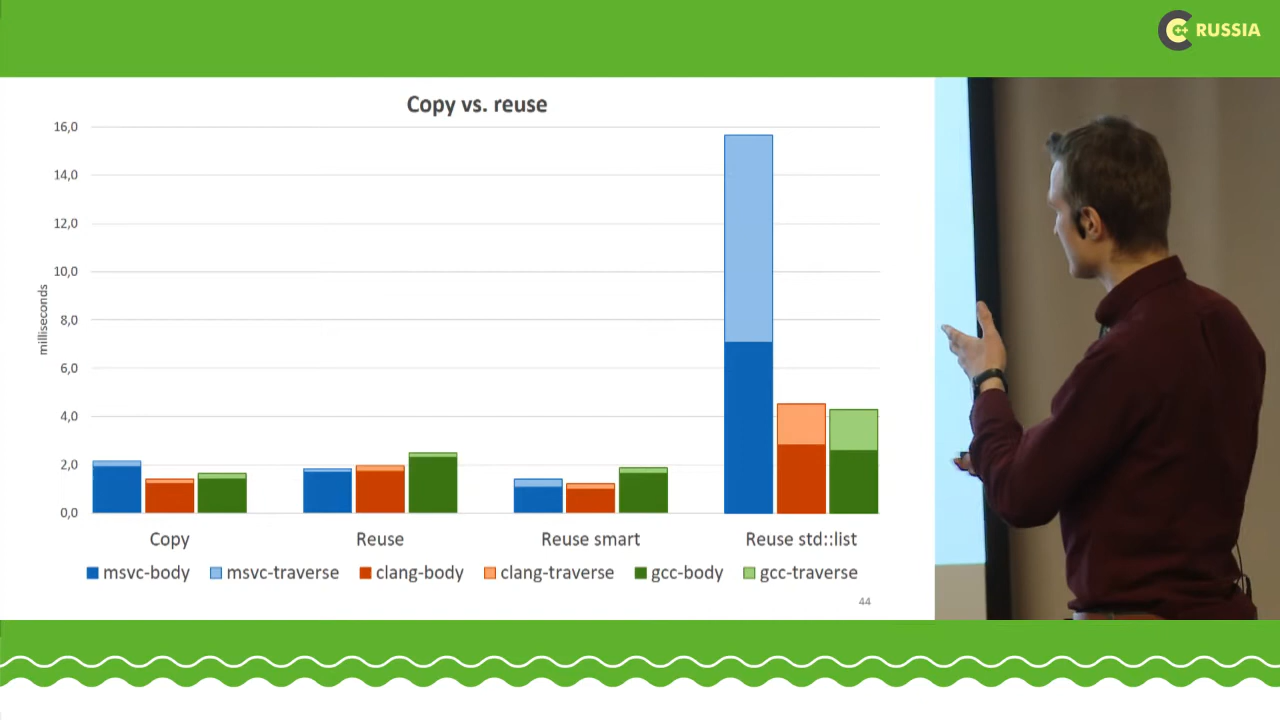 C++ RUSSIA
Copy vs. reuse
16,0
14,0
12,0
10,0
8,0
6,0
4,0
2,0
0,0
milliseconds
Copy Reuse Reuse smart Reuse std::list
msvc-body msvc-traverse clang-body clang-traverse gcc-body gcc-traverse
44